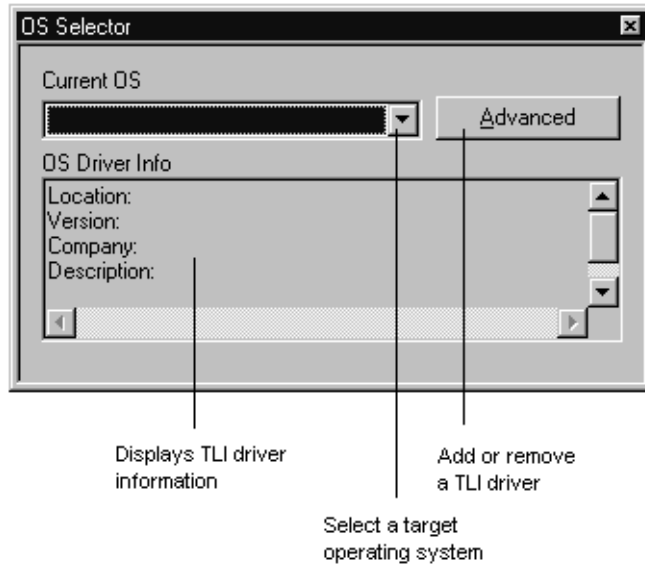 OS Selector
Current OS
Advanced
OS Driver Info
Location:
Version:
Company:
Description:
Displays TLI driver
information
Add or remove
a TLI driver
Select a target
operating system